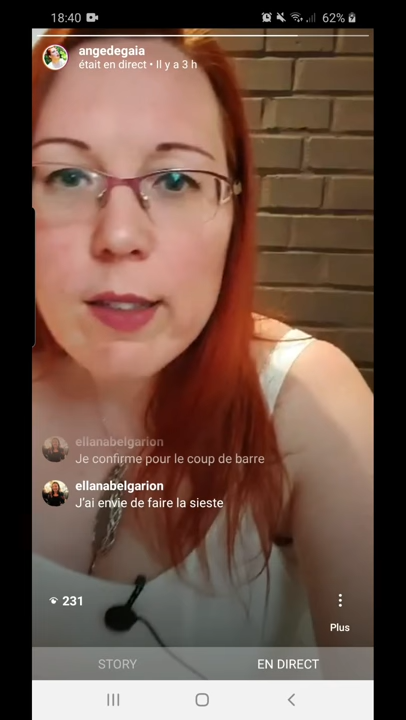 18:40
62%
angedegaia
était en direct • Il y a 3 h
ellanabelgarion
Je confirme pour le coup de barre
ellanabelgarion
J'ai envie de faire la sieste
231
Plus
STORY
EN DIRECT